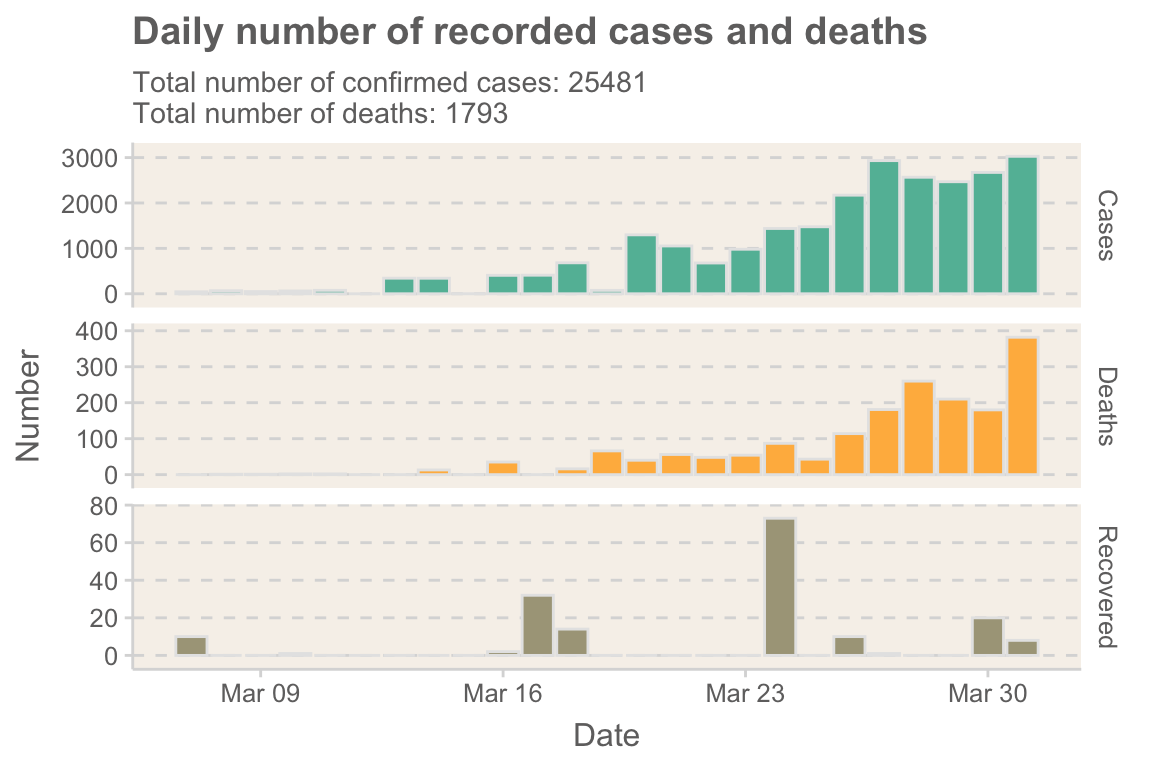 Daily number of recorded cases and deaths
Total number of confirmed cases: 25481
Total number of deaths: 1793
3000
2000
1000
0
Cases
400
300
200
100
0
Deaths
80
60
40
20
0
Recovered
Number
Mar 09 Mar 16 Mar 23 Mar 30
Date